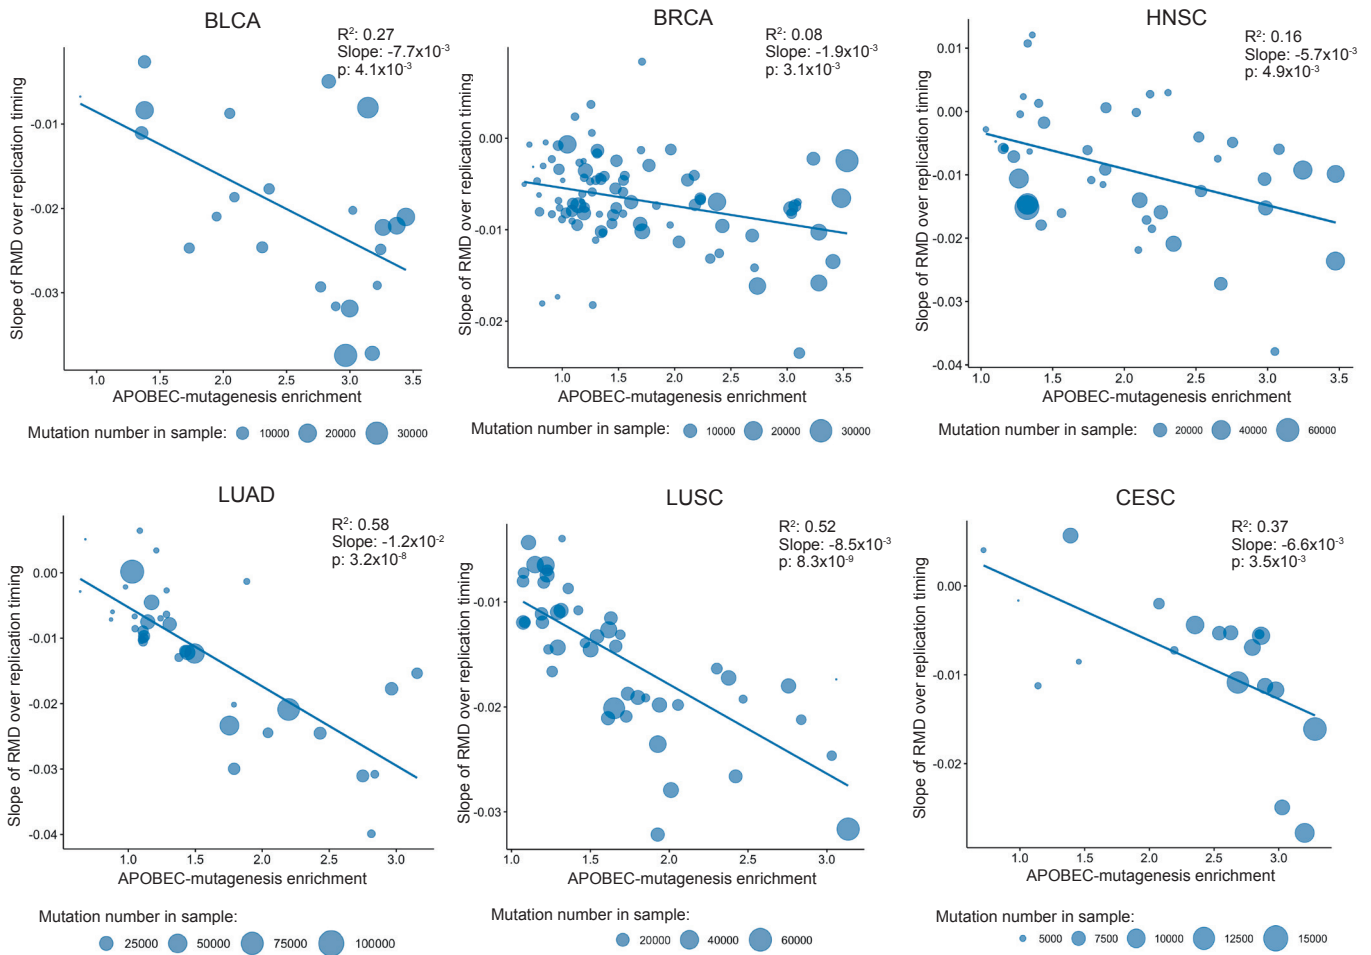 BLCA
R²: 0.27
Slope: -7.7x10⁻³
p: 4.1x10⁻³
Slope of RMD over replication timing
-0.01
-0.02
-0.03
1.0 1.5 2.0 2.5 3.0 3.5
APOBEC-mutagenesis enrichment
Mutation number in sample: 10000 20000 30000
BRCA
R²: 0.08
Slope: -1.9x10⁻³
p: 3.1x10⁻³
Slope of RMD over replication timing
0.00
-0.01
-0.02
1.0 1.5 2.0 2.5 3.0 3.5
APOBEC-mutagenesis enrichment
Mutation number in sample: 10000 20000 30000
HNSC
R²: 0.16
Slope: -5.7x10⁻³
p: 4.9x10⁻³
Slope of RMD over replication timing
0.01
0.00
-0.01
-0.02
-0.03
-0.04
1.0 1.5 2.0 2.5 3.0 3.5
APOBEC-mutagenesis enrichment
Mutation number in sample: 20000 40000 60000
LUAD
R²: 0.58
Slope: -1.2x10⁻²
p: 3.2x10⁻⁸
Slope of RMD over replication timing
0.00
-0.01
-0.02
-0.03
-0.04
1.0 1.5 2.0 2.5 3.0
APOBEC-mutagenesis enrichment
Mutation number in sample:
25000 50000 75000 100000
LUSC
R²: 0.52
Slope: -8.5x10⁻³
p: 8.3x10⁻⁹
Slope of RMD over replication timing
-0.01
-0.02
-0.03
1.0 1.5 2.0 2.5 3.0
APOBEC-mutagenesis enrichment
Mutation number in sample:
20000 40000 60000
CESC
R²: 0.37
Slope: -6.6x10⁻³
p: 3.5x10⁻³
Slope of RMD over replication timing
0.00
-0.01
-0.02
1.0 1.5 2.0 2.5 3.0
APOBEC-mutagenesis enrichment
Mutation number in sample:
5000 7500 10000 12500 15000